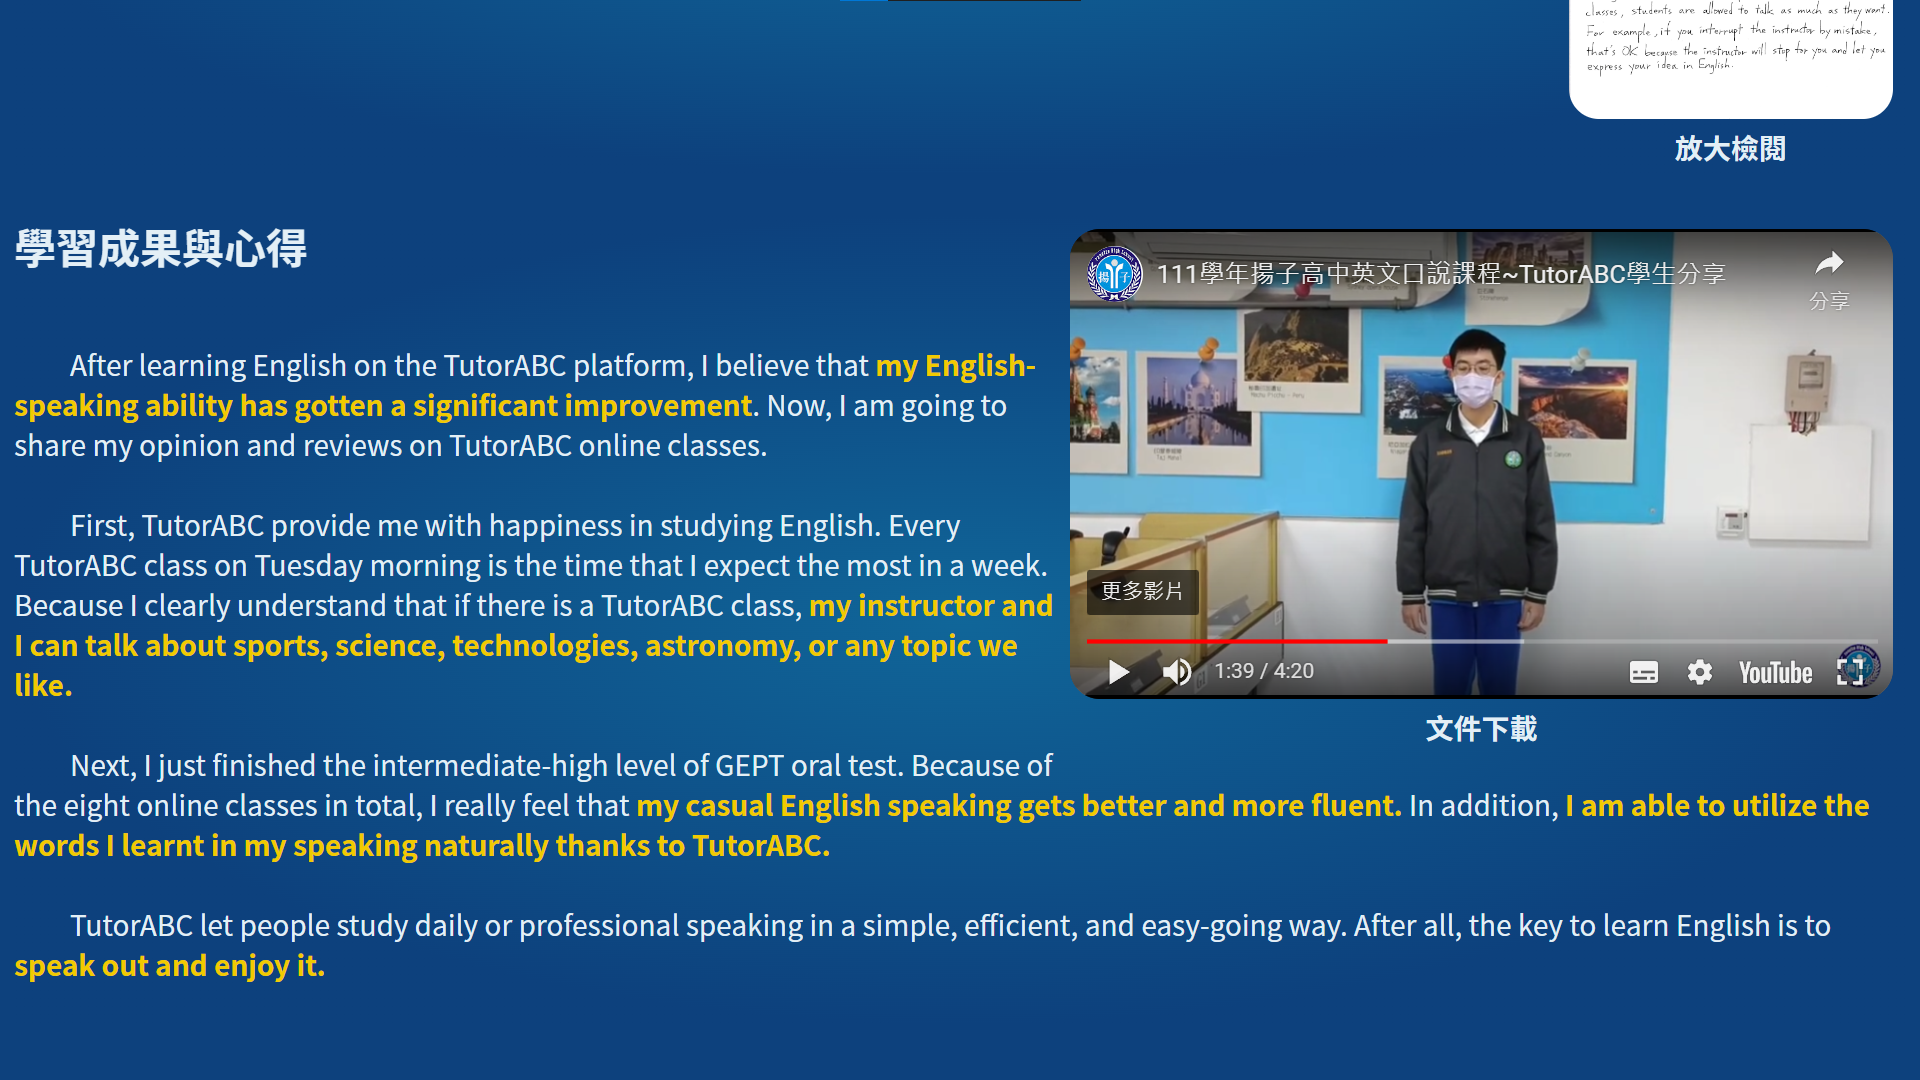 classes, students are allowed to talk as much as they want.
For example, if you interrupt the instructor by mistake,
that's OK because the instructor will stop for you and let you
express your idea in English.
放大檢閱
學習成果與心得
After learning English on the TutorABC platform, I believe that my English-
speaking ability has gotten a significant improvement. Now, I am going to
share my opinion and reviews on TutorABC online classes.
First, TutorABC provide me with happiness in studying English. Every
TutorABC class on Tuesday morning is the time that I expect the most in a week.
Because I clearly understand that if there is a TutorABC class, my instructor and
I can talk about sports, science, technologies, astronomy, or any topic we
like.
111學年揚子高中英文口說課程~TutorABC學生分享
分享
揚 子
Taj Mahal
更多影片
1:39 / 4:20
YouTube
文件下載
Next, I just finished the intermediate-high level of GEPT oral test. Because of
the eight online classes in total, I really feel that my casual English speaking gets better and more fluent. In addition, I am able to utilize the
words I learnt in my speaking naturally thanks to TutorABC.
TutorABC let people study daily or professional speaking in a simple, efficient, and easy-going way. After all, the key to learn English is to
speak out and enjoy it.